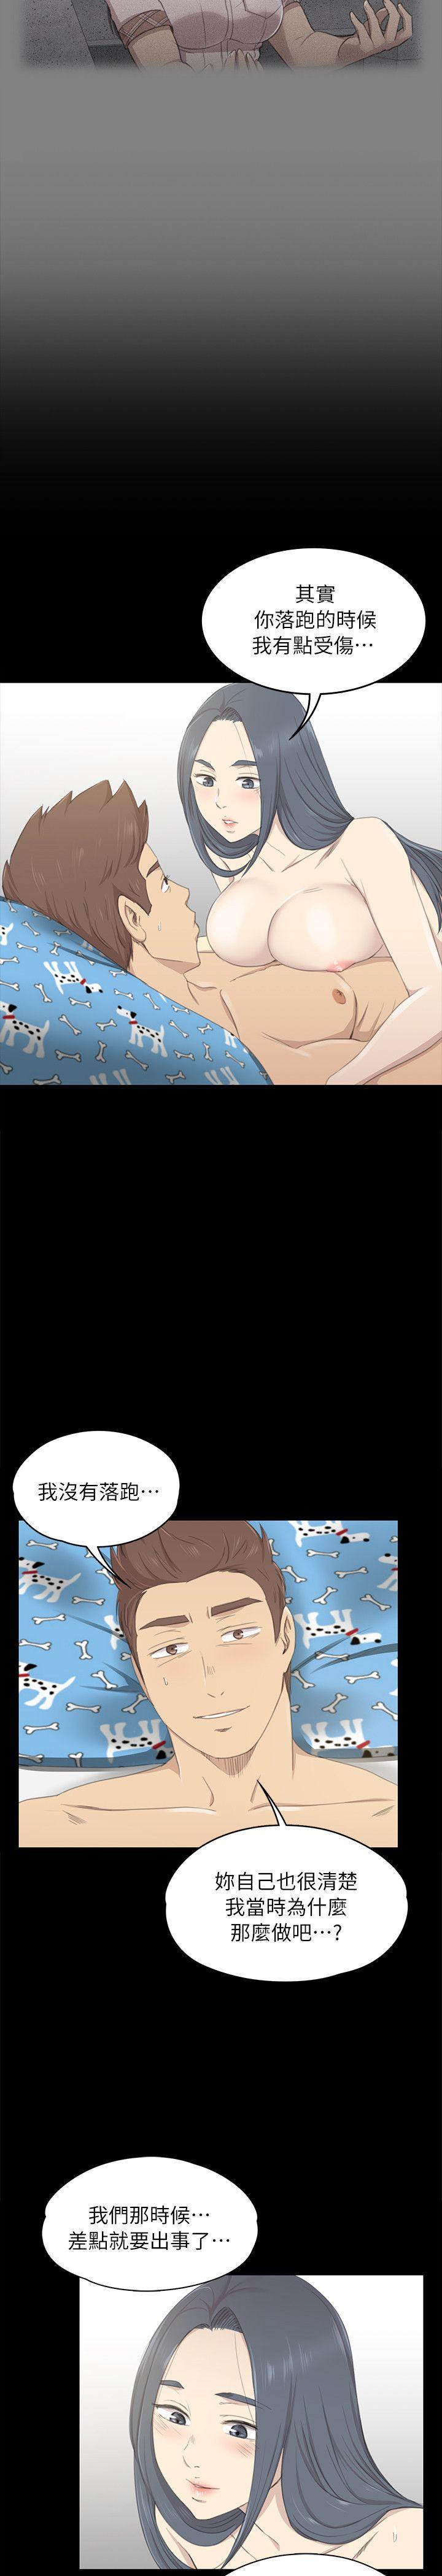 其實
你落跑的時候
我有點受傷…
我沒有落跑…
妳自己也很清楚
我當時為什麼
那麼做吧…?
我們那時候…
差點就要出事了…